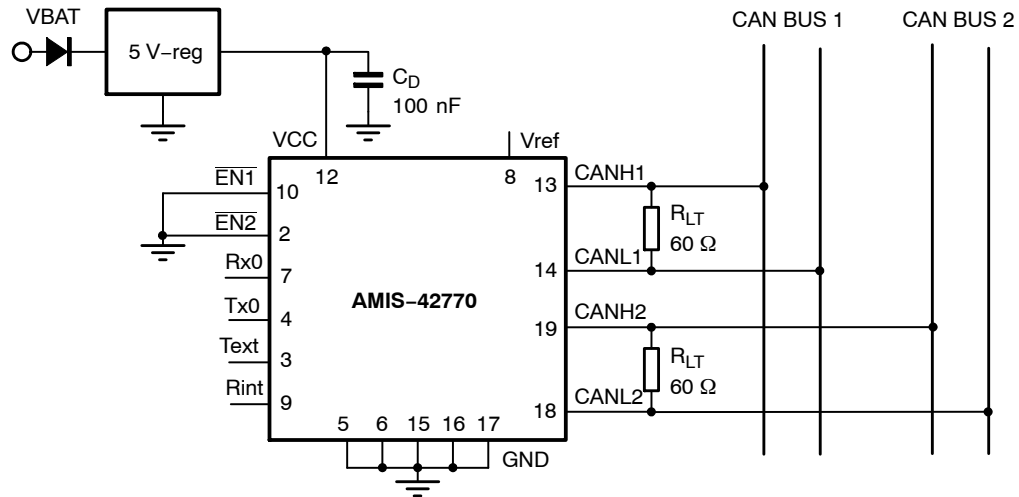 VBAT
CAN BUS 1
CAN BUS 2
5 V–reg
C_D
100 nF
VCC
Vref
12
8
EN1
10
13
CANH1
R_LT
60 Ω
EN2
2
Rx0
7
14
CANL1
AMIS–42770
Tx0
4
19
CANH2
Text
3
R_LT
60 Ω
Rint
9
18
CANL2
5 6 15 16 17
GND